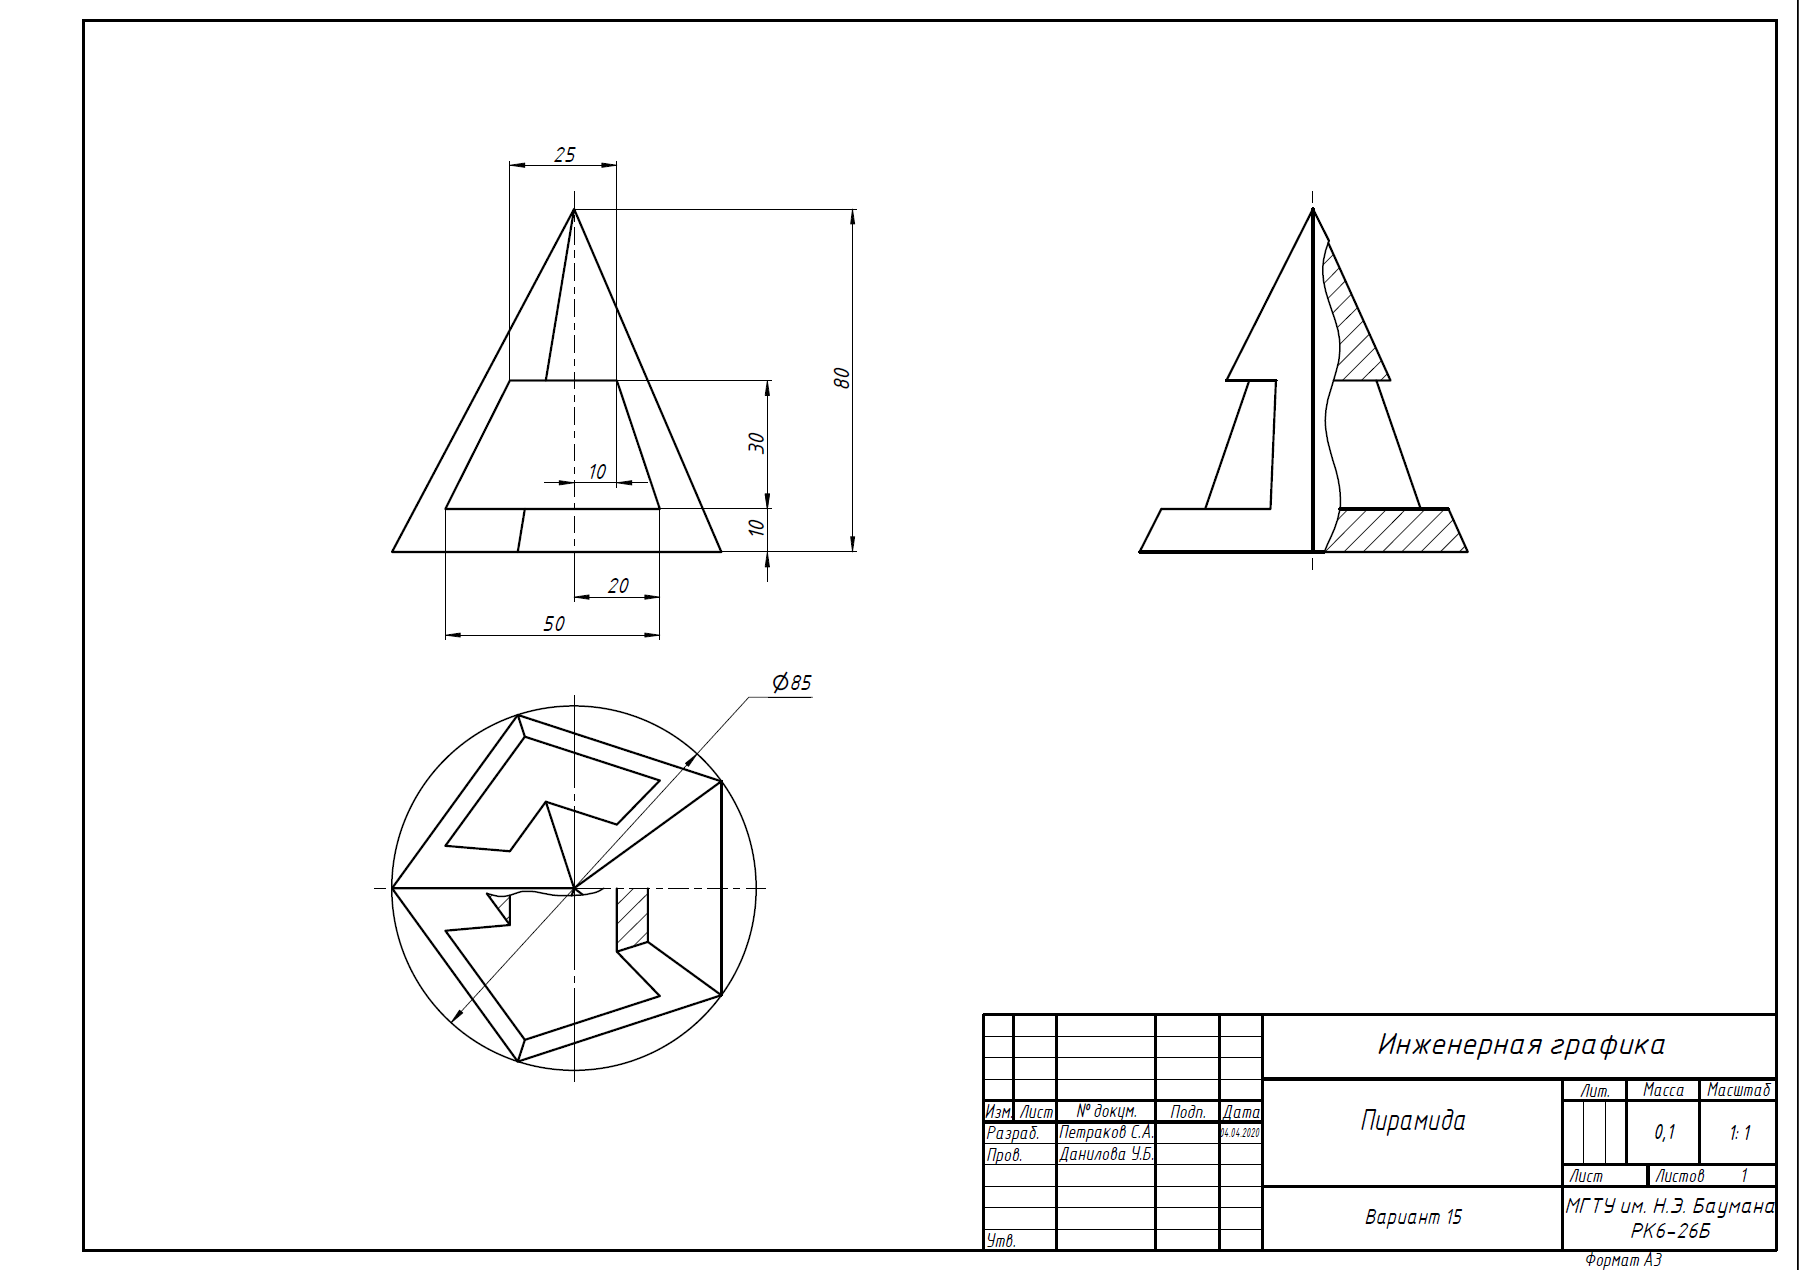 25
80
30
10
10
20
50
Ø85
Инженерная графика
Лит. Масса Масштаб
Изм. Лист № докум. Подп. Дата
Пирамида
Разраб. Петраков С.А. 04.04.2020
0,1 1:1
Пров. Данилова У.Б.
Лист Листов 1
МГТУ им. Н.Э. Баумана
Вариант 15
РК6-26Б
Утв.
Формат А3